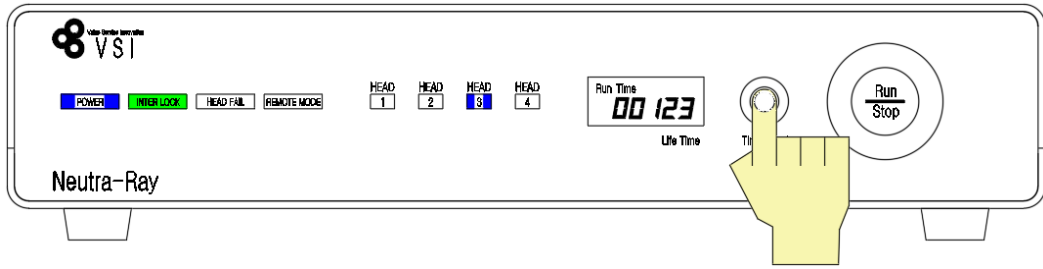 VSI
POWER INTER LOCK HEAD FAIL REMOTE MODE
HEAD HEAD HEAD HEAD
1 2 3 4
Run Time
00123
Life Time
Run
Stop
Neutra-Ray